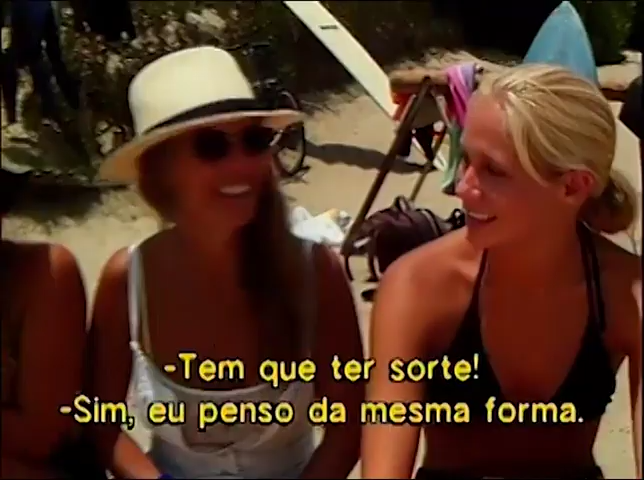 -Tem que ter sorte!
-Sim, eu penso da mesma forma.